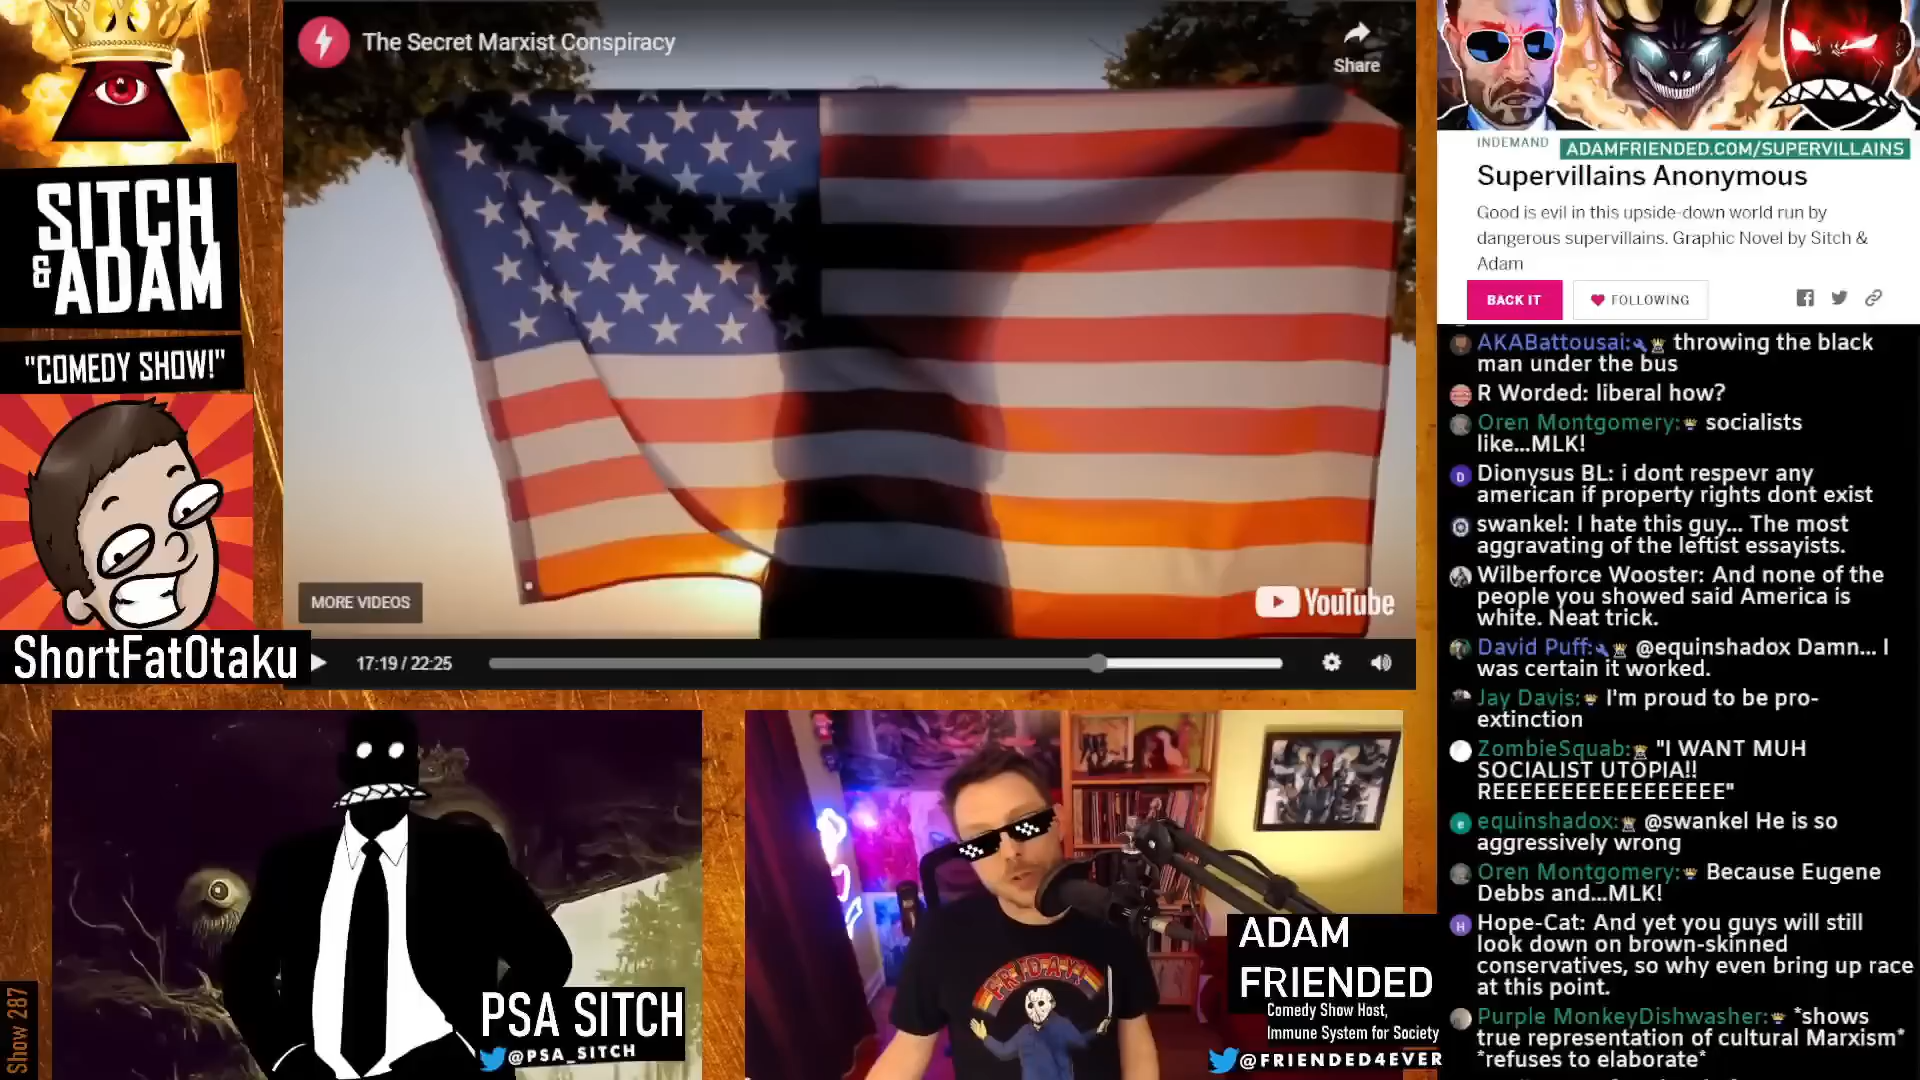 The Secret Marxist Conspiracy
Share
MORE VIDEOS
YouTube
17:19 / 22:25
SITCH
& ADAM
"COMEDY SHOW!"
ShortFatOtaku
INDEMAND
ADAMFRIENDED.COM/SUPERVILLAINS
Supervillains Anonymous
Good is evil in this upside-down world run by
dangerous supervillains. Graphic Novel by Sitch &
Adam
BACK IT
FOLLOWING
AKABattousai: throwing the black
man under the bus
R Worded: liberal how?
Oren Montgomery: socialists
like...MLK!
D
Dionysus BL: i dont respevr any
american if property rights dont exist
swankel: I hate this guy... The most
aggravating of the leftist essayists.
Wilberforce Wooster: And none of the
people you showed said America is
white. Neat trick.
David Puff: @equinshadox Damn... I
was certain it worked.
Jay Davis: I'm proud to be pro-
extinction
ZombieSquab: "I WANT MUH
SOCIALIST UTOPIA!!
REEEEEEEEEEEEEEEEE"
e
equinshadox: @swankel He is so
aggressively wrong
Oren Montgomery: Because Eugene
Debbs and...MLK!
H
Hope-Cat: And yet you guys will still
look down on brown-skinned
conservatives, so why even bring up race
at this point.
Purple MonkeyDishwasher: *shows
true representation of cultural Marxism*
*refuses to elaborate*
Show 287
PSA SITCH
@PSA_SITCH
FRIDAY!
ADAM
FRIENDED
Comedy Show Host,
Immune System for Society
@FRIENDED4EVER